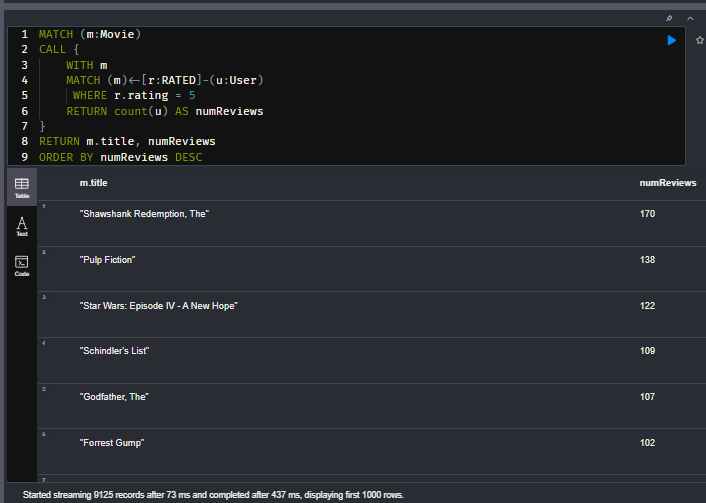 1 MATCH (m:Movie)
2 CALL {
3 WITH m
4 MATCH (m)<-[r:RATED]-(u:User)
5 WHERE r.rating = 5
6 RETURN count(u) AS numReviews
7 }
8 RETURN m.title, numReviews
9 ORDER BY numReviews DESC
Table
m.title numReviews
1 "Shawshank Redemption, The" 170
A
Text
2 "Pulp Fiction" 138
Code
3 "Star Wars: Episode IV - A New Hope" 122
4 "Schindler's List" 109
5 "Godfather, The" 107
6 "Forrest Gump" 102
7
Started streaming 9125 records after 73 ms and completed after 437 ms, displaying first 1000 rows.